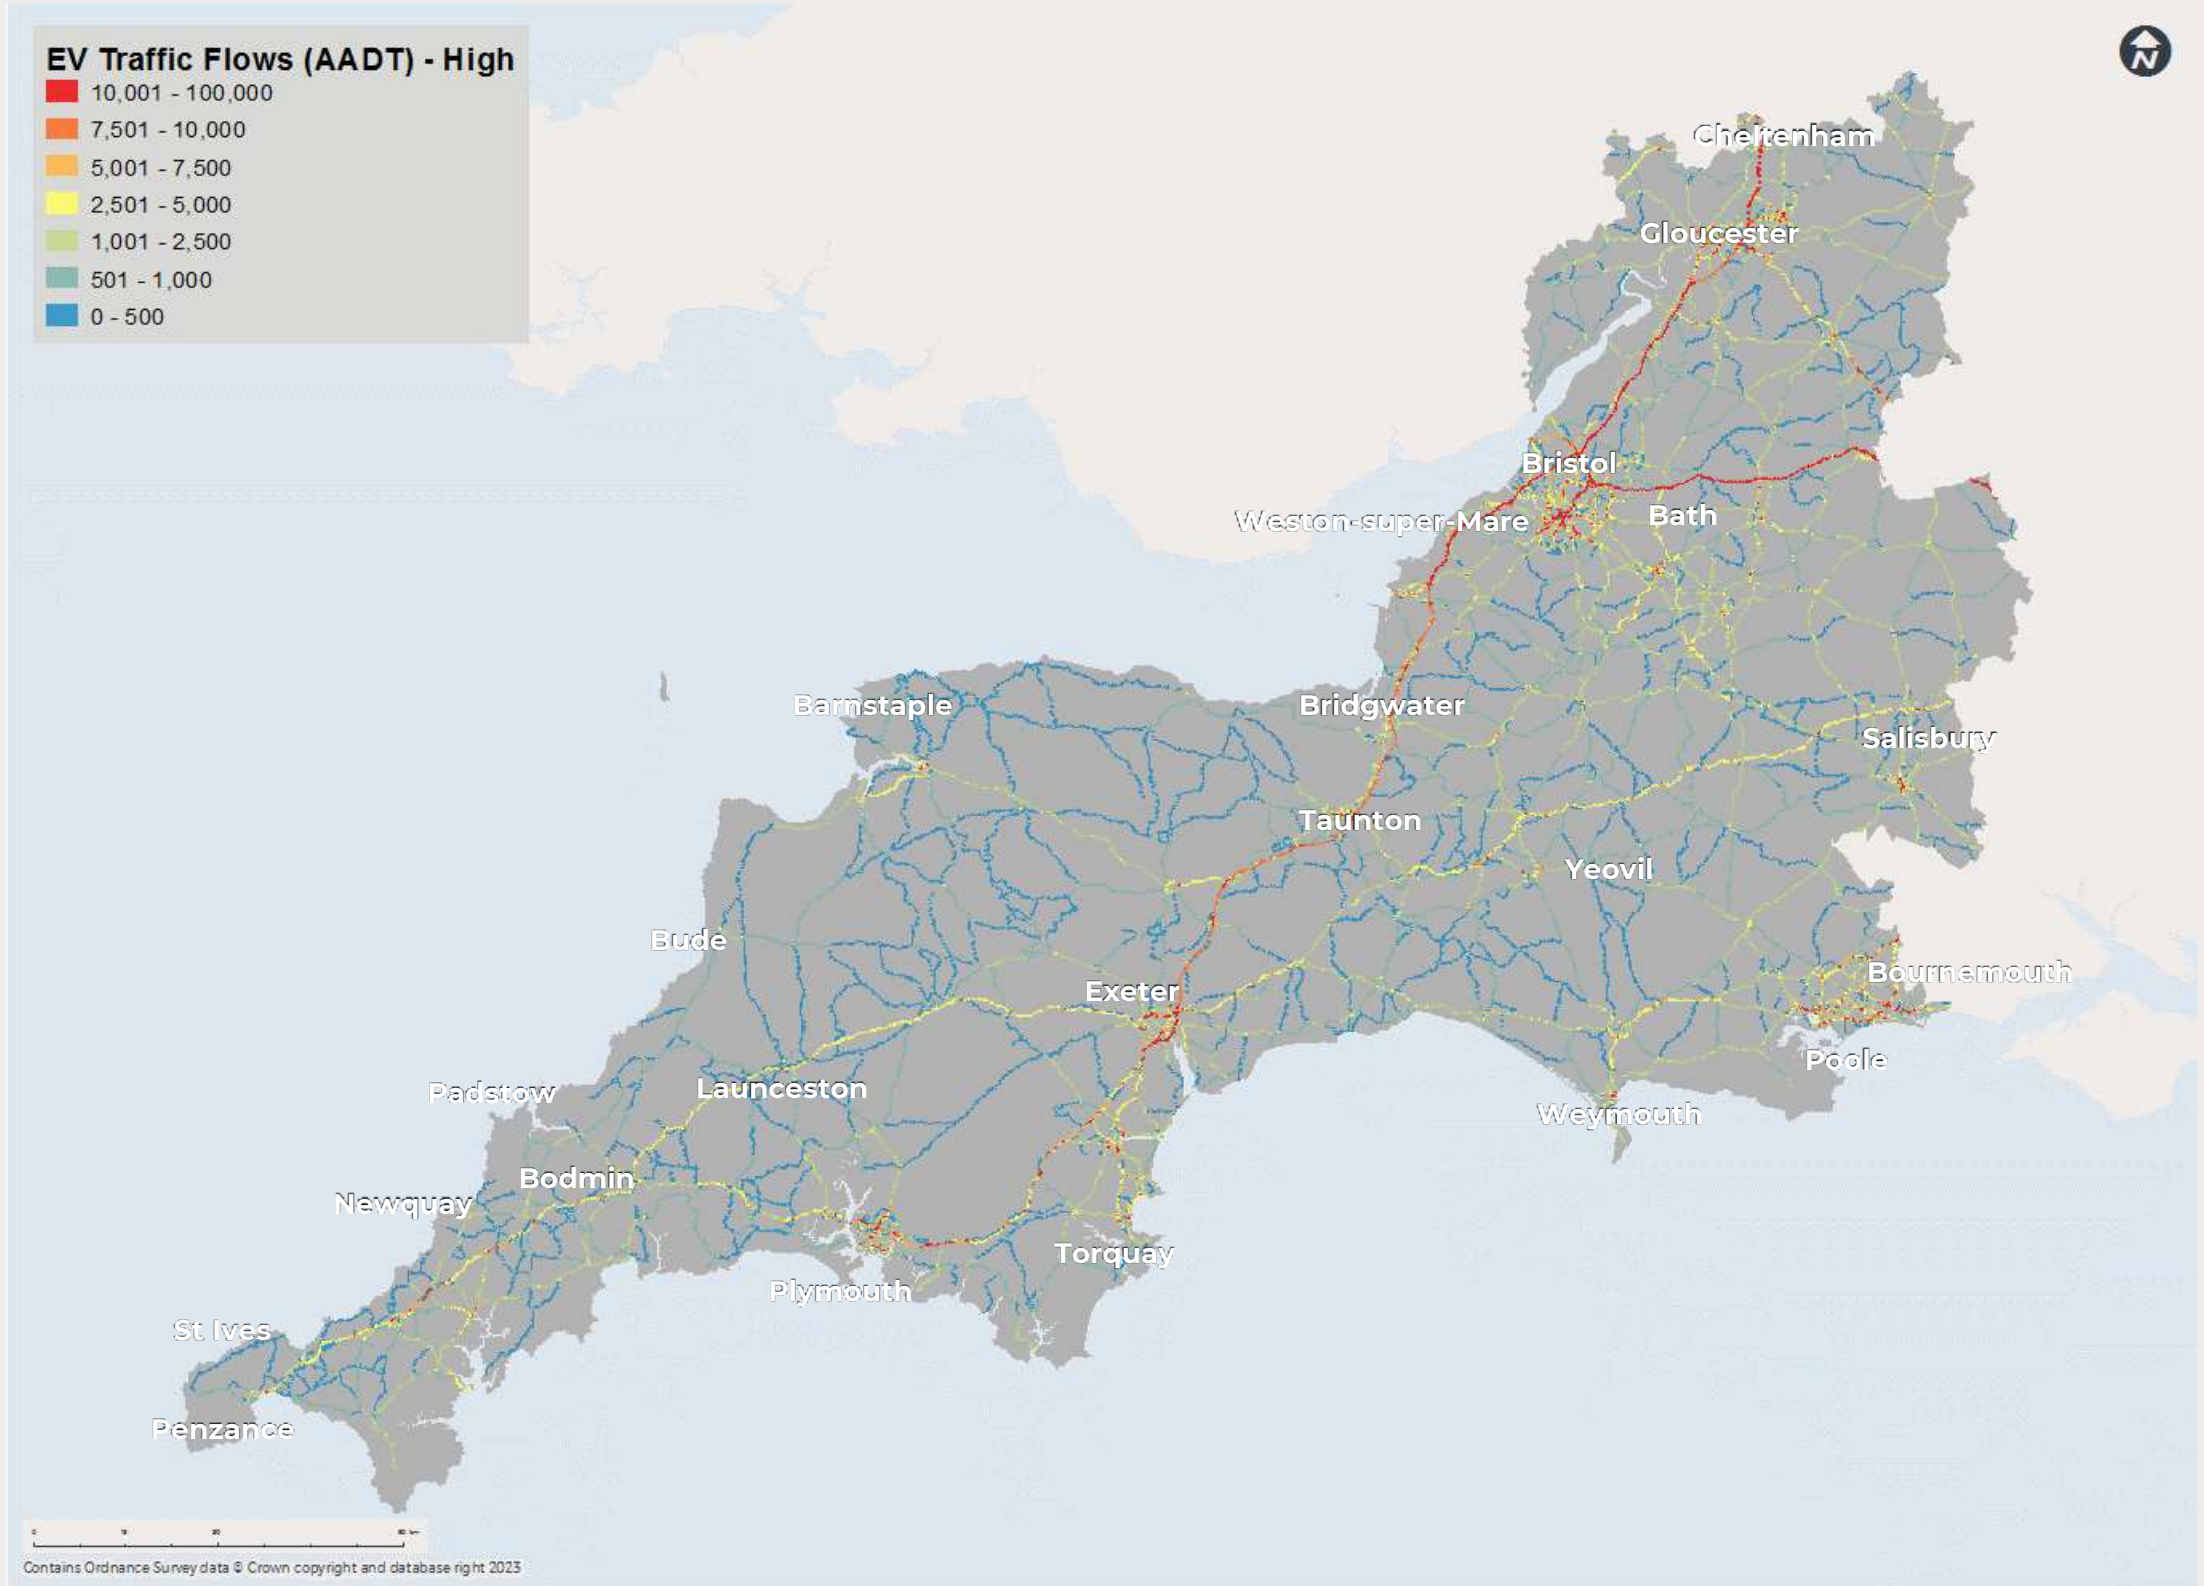 EV Traffic Flows (AADT) - High
10,001 - 100,000
7,501 - 10,000
5,001 - 7,500
2,501 - 5,000
1,001 - 2,500
501 - 1,000
0 - 500
N
Cheltenham
Gloucester
Bristol
Weston-super-Mare
Bath
Barnstaple
Bridgwater
Salisbury
Taunton
Yeovil
Bude
Exeter
Bournemouth
Poole
Launceston
Padstow
Weymouth
Bodmin
Newquay
Torquay
Plymouth
St Ives
Penzance
Contains Ordnance Survey data © Crown copyright and database right 2023